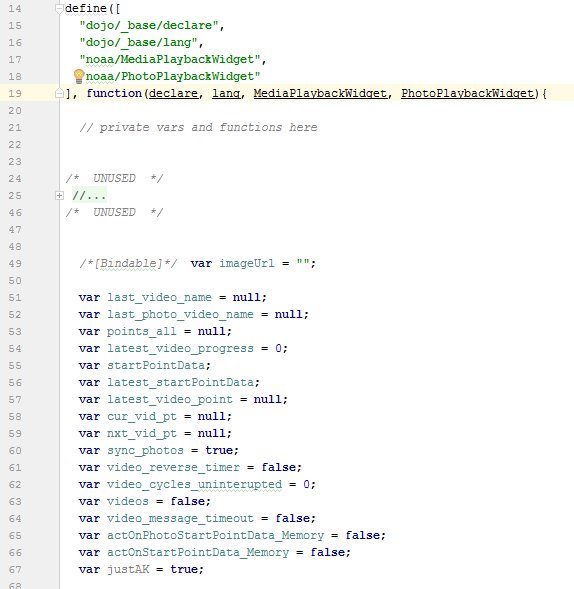 14 define([
15 "dojo/_base/declare",
16 "dojo/_base/lang",
17 "noaa/MediaPlaybackWidget",
18 "noaa/PhotoPlaybackWidget"
19 ], function(declare, lang, MediaPlaybackWidget, PhotoPlaybackWidget){
20
21 // private vars and functions here
22
23
24 /* UNUSED */
25 //...
46 /* UNUSED */
47
48
49 /*[Bindable]*/ var imageUrl = "";
50
51 var last_video_name = null;
52 var last_photo_video_name = null;
53 var points_all = null;
54 var latest_video_progress = 0;
55 var startPointData;
56 var latest_startPointData;
57 var latest_video_point = null;
58 var cur_vid_pt = null;
59 var nxt_vid_pt = null;
60 var sync_photos = true;
61 var video_reverse_timer = false;
62 var video_cycles_uninterupted = 0;
63 var videos = false;
64 var video_message_timeout = false;
65 var actOnPhotoStartPointData_Memory = false;
66 var actOnStartPointData_Memory = false;
67 var justAK = true;
68